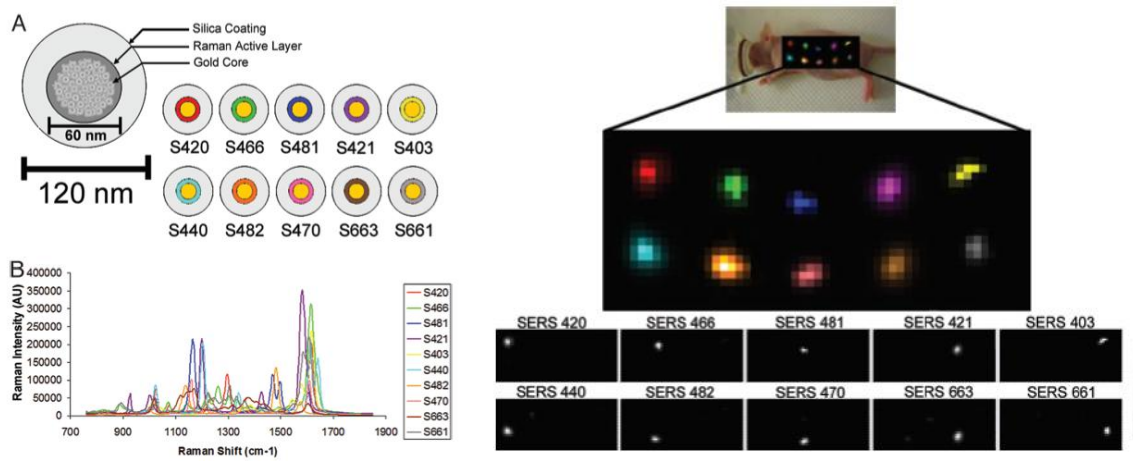 A
Silica Coating
Raman Active Layer
Gold Core
60 nm
120 nm
S420 S466 S481 S421 S403
S440 S482 S470 S663 S661
B
Raman Intensity (AU)
400000
350000
300000
250000
200000
150000
100000
50000
0
700 900 1100 1300 1500 1700 1900
Raman Shift (cm-1)
S420
S466
S481
S421
S403
S440
S482
S470
S663
S661
SERS 420 SERS 466 SERS 481 SERS 421 SERS 403
SERS 440 SERS 482 SERS 470 SERS 663 SERS 661